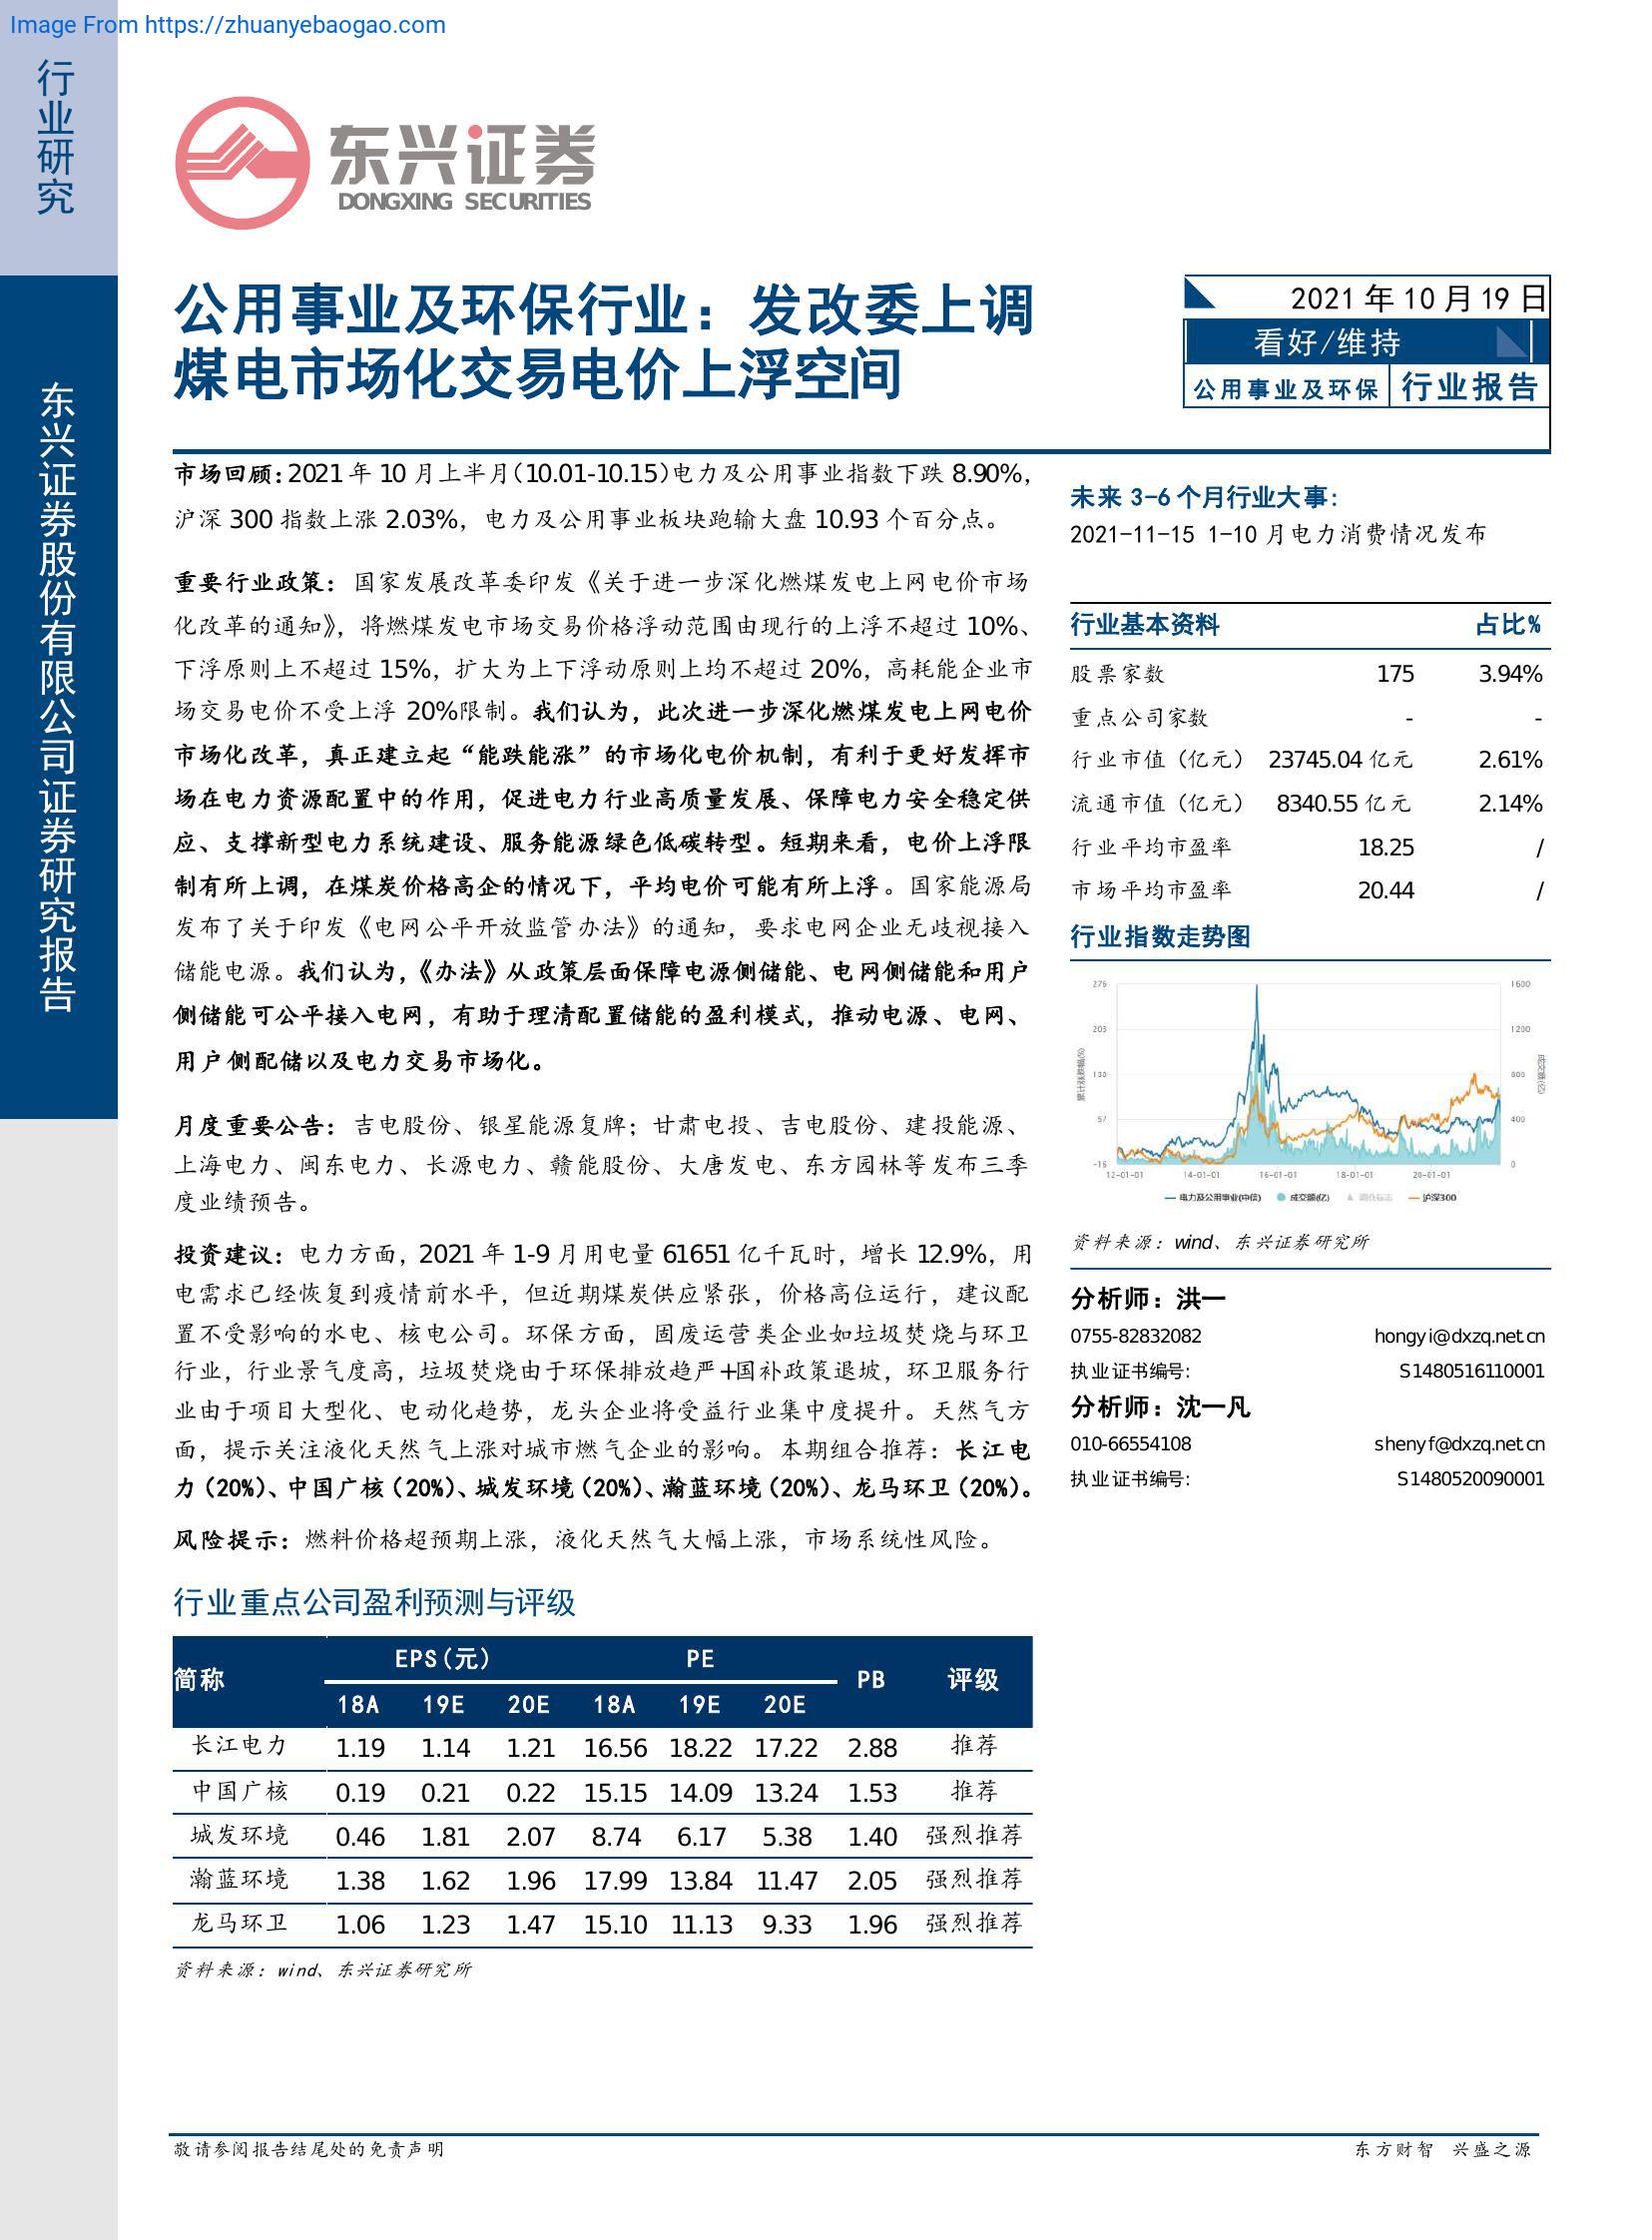 Image From https://zhuanyebaogao.com
行业研究
东兴证券股份有限公司证券研究报告
东兴证券
DONGXING SECURITIES
公用事业及环保行业：发改委上调
煤电市场化交易电价上浮空间
2021 年 10 月 19 日
看好/维持
公用事业及环保 行业报告
市场回顾：2021 年 10 月上半月（10.01-10.15）电力及公用事业指数下跌 8.90%，
沪深 300 指数上涨 2.03%，电力及公用事业板块跑输大盘 10.93 个百分点。
重要行业政策：国家发展改革委印发《关于进一步深化燃煤发电上网电价市场
化改革的通知》，将燃煤发电市场交易价格浮动范围由现行的上浮不超过 10%、
下浮原则上不超过 15%，扩大为上下浮动原则上均不超过 20%，高耗能企业市
场交易电价不受上浮 20%限制。我们认为，此次进一步深化燃煤发电上网电价
市场化改革，真正建立起“能跌能涨”的市场化电价机制，有利于更好发挥市
场在电力资源配置中的作用，促进电力行业高质量发展、保障电力安全稳定供
应、支撑新型电力系统建设、服务能源绿色低碳转型。短期来看，电价上浮限
制有所上调，在煤炭价格高企的情况下，平均电价可能有所上浮。国家能源局
发布了关于印发《电网公平开放监管办法》的通知，要求电网企业无歧视接入
储能电源。我们认为，《办法》从政策层面保障电源侧储能、电网侧储能和用户
侧储能可公平接入电网，有助于理清配置储能的盈利模式，推动电源、电网、
用户侧配储以及电力交易市场化。
月度重要公告：吉电股份、银星能源复牌；甘肃电投、吉电股份、建投能源、
上海电力、闽东电力、长源电力、赣能股份、大唐发电、东方园林等发布三季
度业绩预告。
投资建议：电力方面，2021 年 1-9 月用电量 61651 亿千瓦时，增长 12.9%，用
电需求已经恢复到疫情前水平，但近期煤炭供应紧张，价格高位运行，建议配
置不受影响的水电、核电公司。环保方面，固废运营类企业如垃圾焚烧与环卫
行业，行业景气度高，垃圾焚烧由于环保排放趋严+国补政策退坡，环卫服务行
业由于项目大型化、电动化趋势，龙头企业将受益行业集中度提升。天然气方
面，提示关注液化天然气上涨对城市燃气企业的影响。本期组合推荐：长江电
力（20%）、中国广核（20%）、城发环境（20%）、瀚蓝环境（20%）、龙马环卫（20%）。
风险提示：燃料价格超预期上涨，液化天然气大幅上涨，市场系统性风险。
行业重点公司盈利预测与评级
简称 EPS(元) PE PB 评级
18A 19E 20E 18A 19E 20E
长江电力 1.19 1.14 1.21 16.56 18.22 17.22 2.88 推荐
中国广核 0.19 0.21 0.22 15.15 14.09 13.24 1.53 推荐
城发环境 0.46 1.81 2.07 8.74 6.17 5.38 1.40 强烈推荐
瀚蓝环境 1.38 1.62 1.96 17.99 13.84 11.47 2.05 强烈推荐
龙马环卫 1.06 1.23 1.47 15.10 11.13 9.33 1.96 强烈推荐
资料来源：wind、东兴证券研究所
未来 3-6 个月行业大事：
2021-11-15 1-10 月电力消费情况发布
行业基本资料 占比%
股票家数 175 3.94%
重点公司家数 - -
行业市值（亿元） 23745.04 亿元 2.61%
流通市值（亿元） 8340.55 亿元 2.14%
行业平均市盈率 18.25 /
市场平均市盈率 20.44 /
行业指数走势图
276 1600
203 1200
130 800
57 400
-16 0
累计涨跌幅(%)
成交额(亿)
12-01-01 14-01-01 16-01-01 18-01-01 20-01-01
电力及公用事业(中信) 成交额(亿) 调仓标志 沪深300
资料来源：wind、东兴证券研究所
分析师：洪一
0755-82832082 hongyi@dxzq.net.cn
执业证书编号: S1480516110001
分析师：沈一凡
010-66554108 shenyf@dxzq.net.cn
执业证书编号: S1480520090001
敬请参阅报告结尾处的免责声明
东方财智 兴盛之源